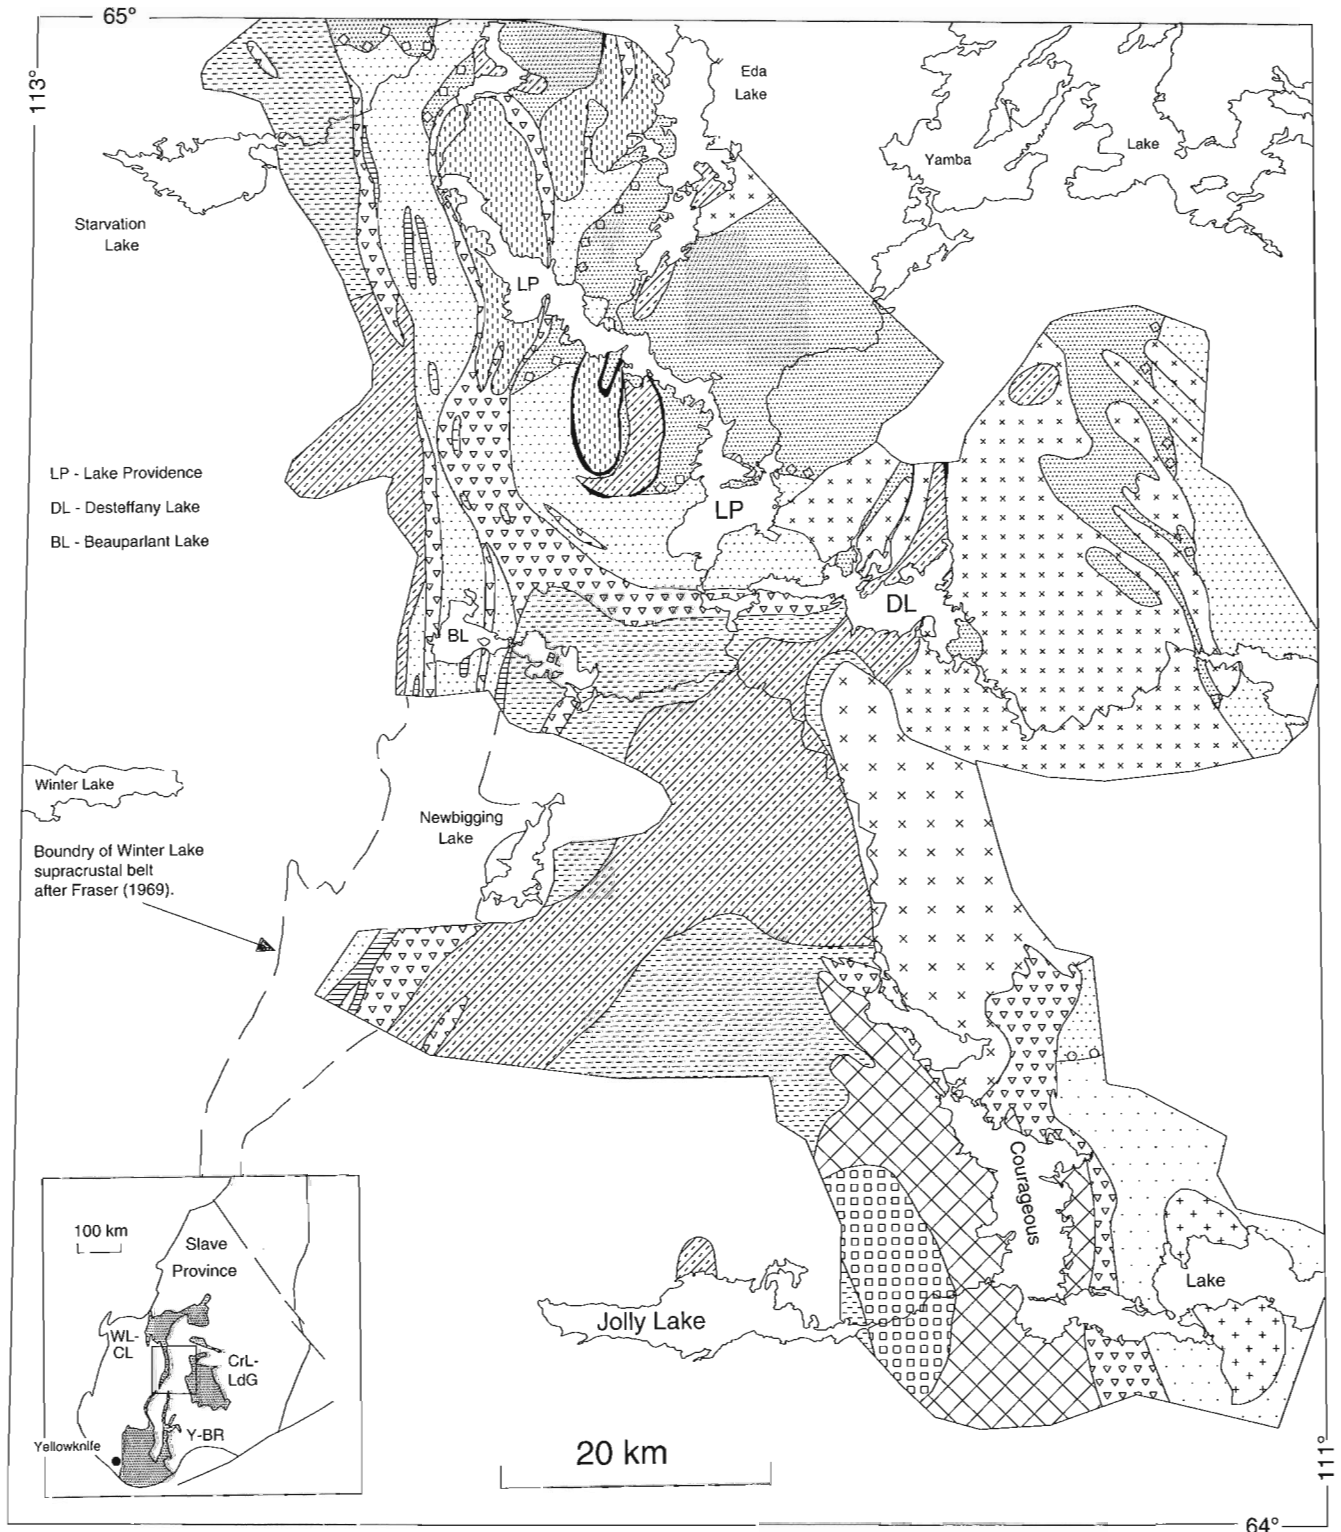 65°
113°
Eda
Lake
Yamba
Lake
Starvation
Lake
LP
LP - Lake Providence
DL - Desteffany Lake
BL - Beauparlant Lake
LP
DL
BL
BL
Winter Lake
Newbigging
Lake
Boundry of Winter Lake
supracrustal belt
after Fraser (1969).
Courageous
Lake
Jolly Lake
100 km
Slave
Province
WL-
CL
CrL-
LdG
Y-BR
Yellowknife
20 km
111°
64°